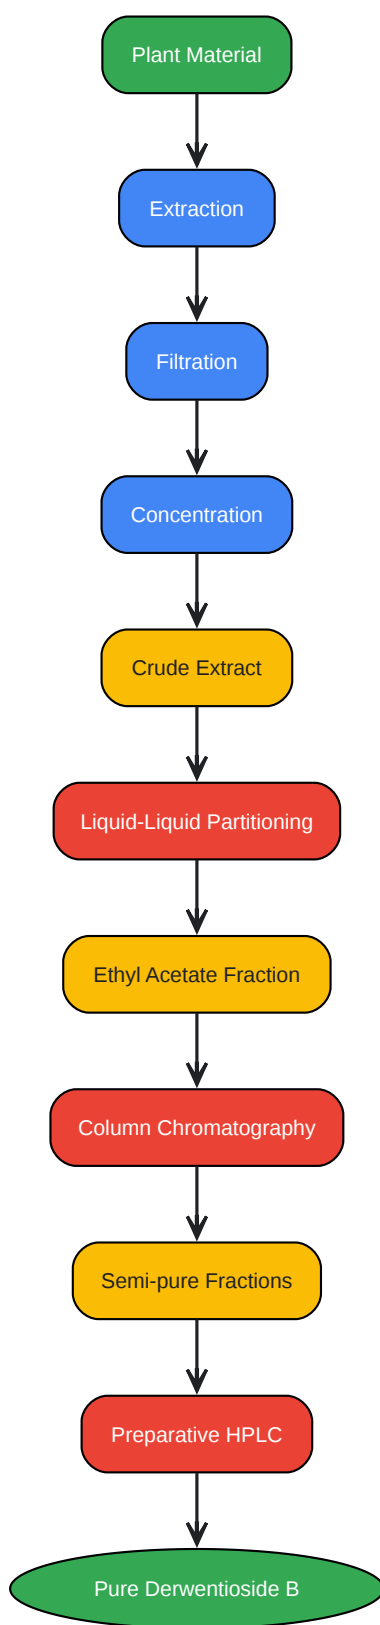 Plant Material
Extraction
Filtration
Concentration
Crude Extract
Liquid-Liquid Partitioning
Ethyl Acetate Fraction
Column Chromatography
Semi-pure Fractions
Preparative HPLC
Pure Derwentioside B